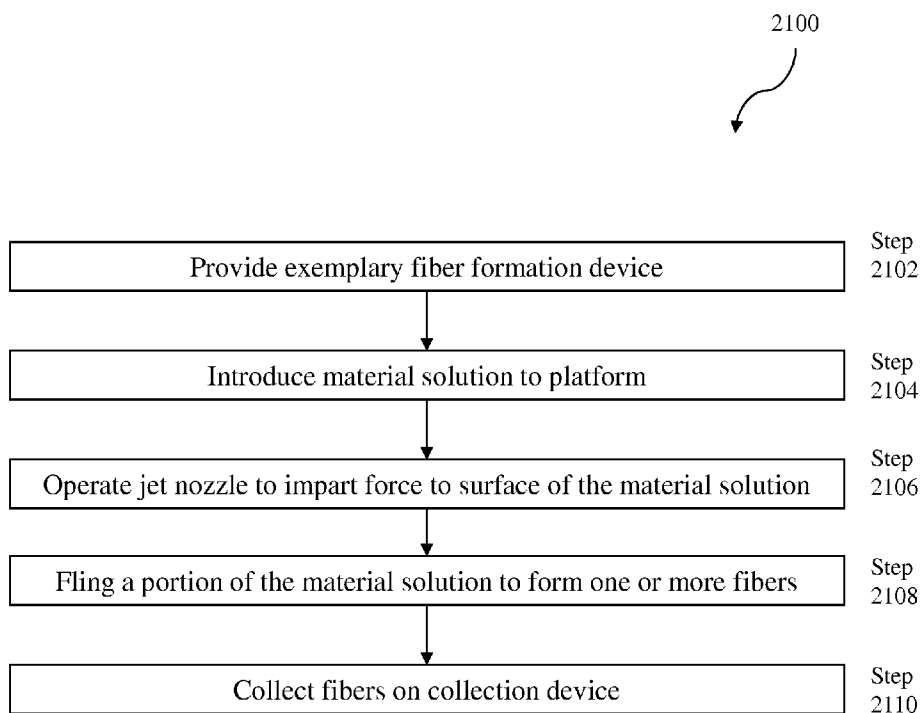 2100
Provide exemplary fiber formation device
Step
2102
Introduce material solution to platform
Step
2104
Operate jet nozzle to impart force to surface of the material solution
Step
2106
Fling a portion of the material solution to form one or more fibers
Step
2108
Collect fibers on collection device
Step
2110